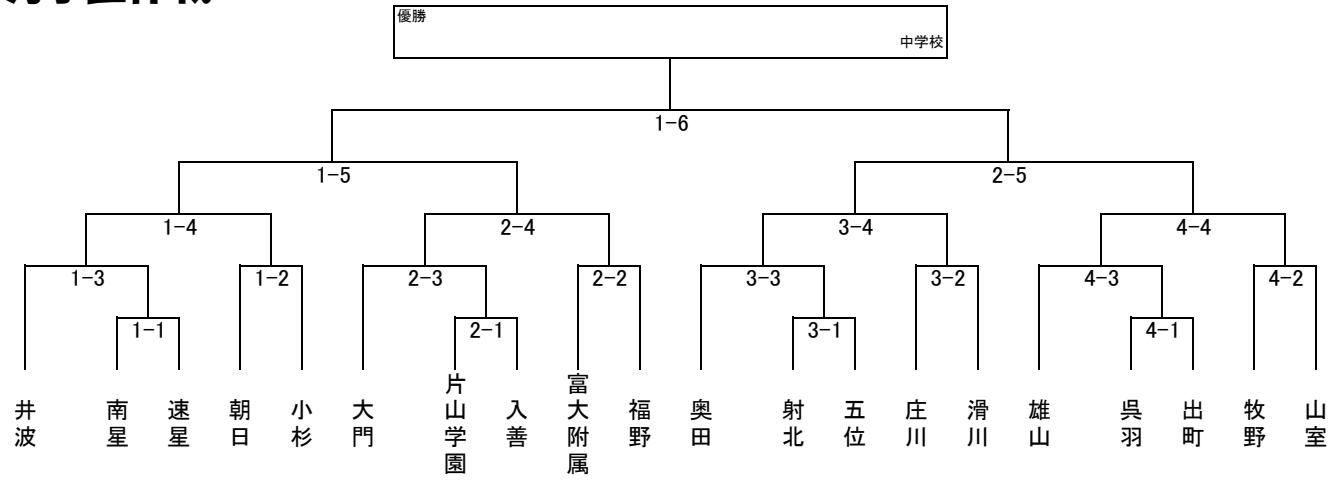 優勝
中学校
1-6
1-5
2-5
1-4
2-4
3-4
4-4
1-3
1-2
2-3
2-2
3-3
3-2
4-3
4-2
1-1
2-1
3-1
4-1
井波
南星
速星
朝日
小杉
大門
片山学園
入善
富大附属
福野
奥田
射北
五位
庄川
滑川
雄山
呉羽
出町
牧野
山室